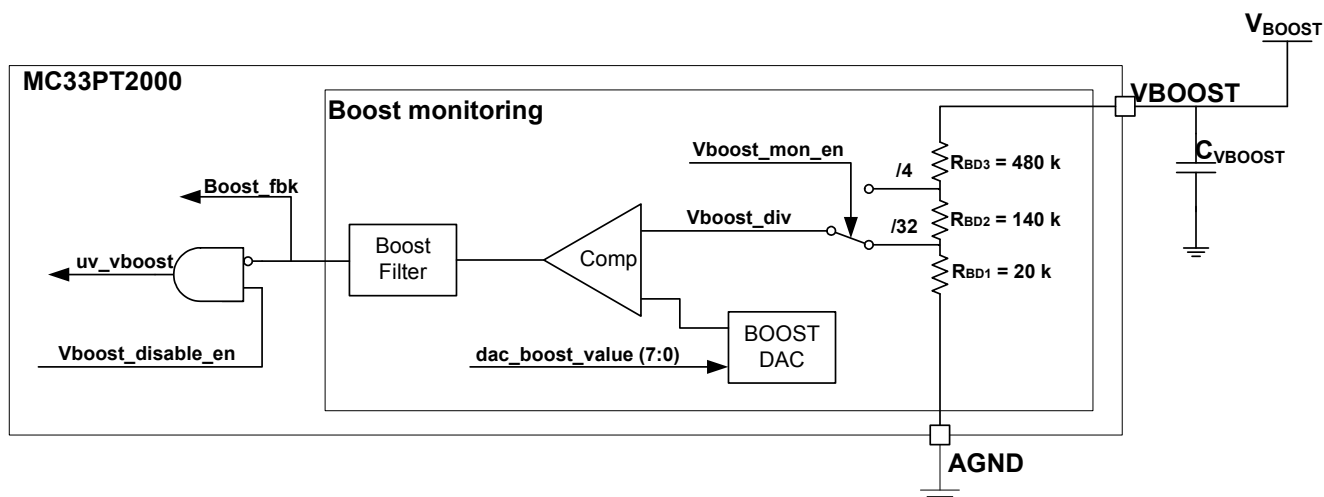 VBOOST
MC33PT2000
VBOOST
Boost monitoring
CVBOOST
Vboost_mon_en
RBD3 = 480 k
/4
Boost_fbk
Vboost_div
/32
RBD2 = 140 k
uv_vboost
Boost
Filter
Comp
RBD1 = 20 k
BOOST
DAC
Vboost_disable_en
dac_boost_value (7:0)
AGND